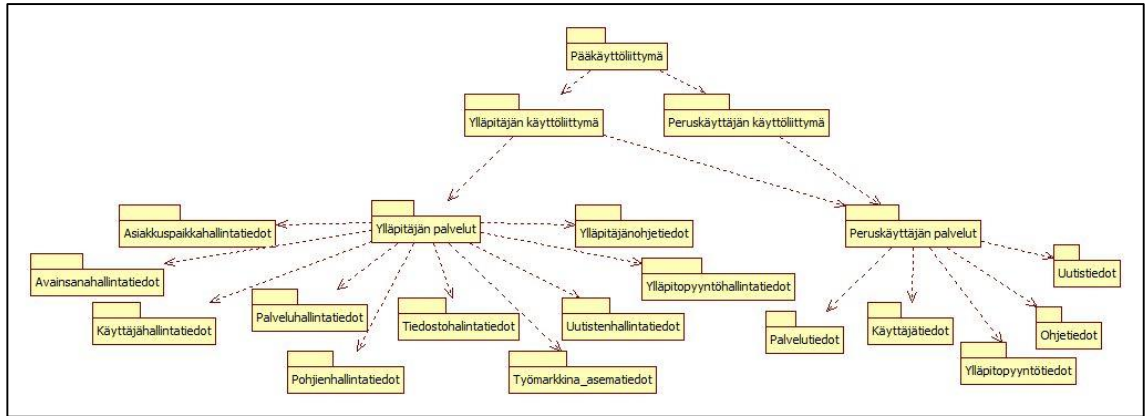 Pääkäyttöliittymä
Ylläpitäjän käyttöliittymä
Peruskäyttäjän käyttöliittymä
Asiakkuspaikkahallintatiedot
Ylläpitäjän palvelut
Ylläpitäjänohjetiedot
Peruskäyttäjän palvelut
Avainsanahallintatiedot
Ylläpitopyyntöhallintatiedot
Uutistiedot
Käyttäjähallintatiedot
Palveluhallintatiedot
Tiedostohalintatiedot
Uutistenhallintatiedot
Palvelutiedot
Käyttäjätiedot
Ohjetiedot
Pohjienhallintatiedot
Työmarkkina_asematiedot
Ylläpitopyyntötiedot